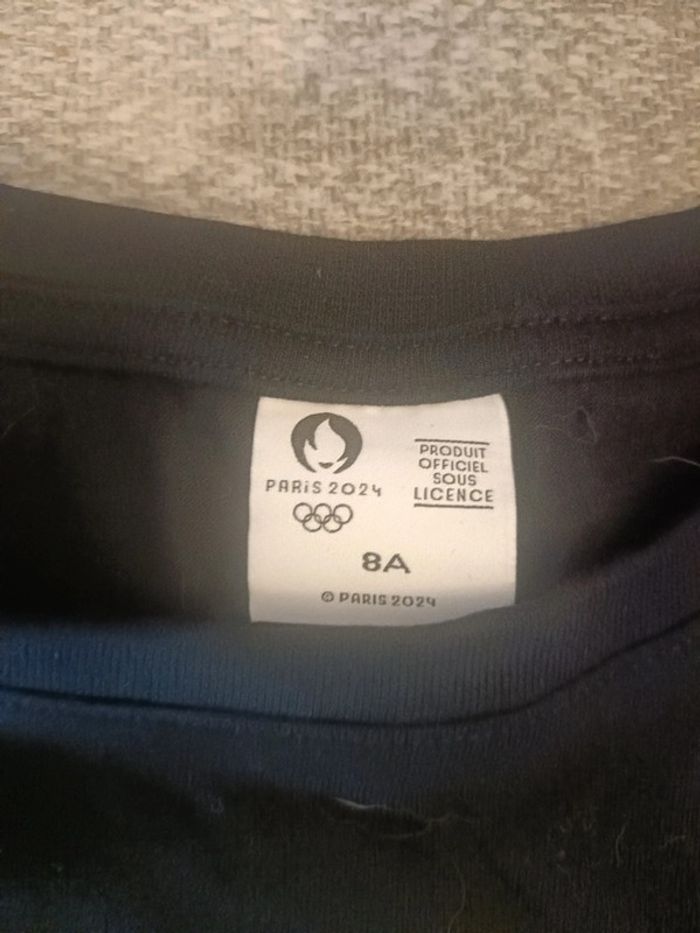 PARIS 2024
PRODUIT
OFFICIEL
SOUS
LICENCE
8A
© PARIS 2024